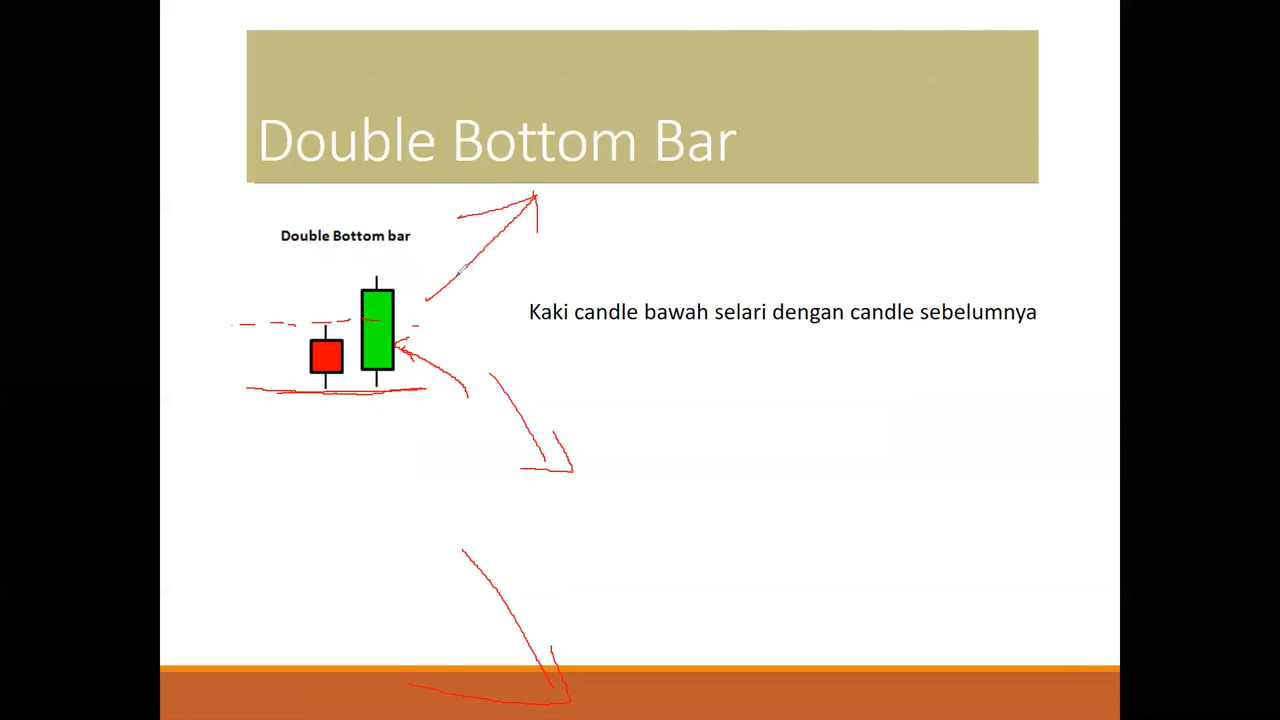 Double Bottom Bar
Double Bottom bar
Kaki candle bawah selari dengan candle sebelumnya